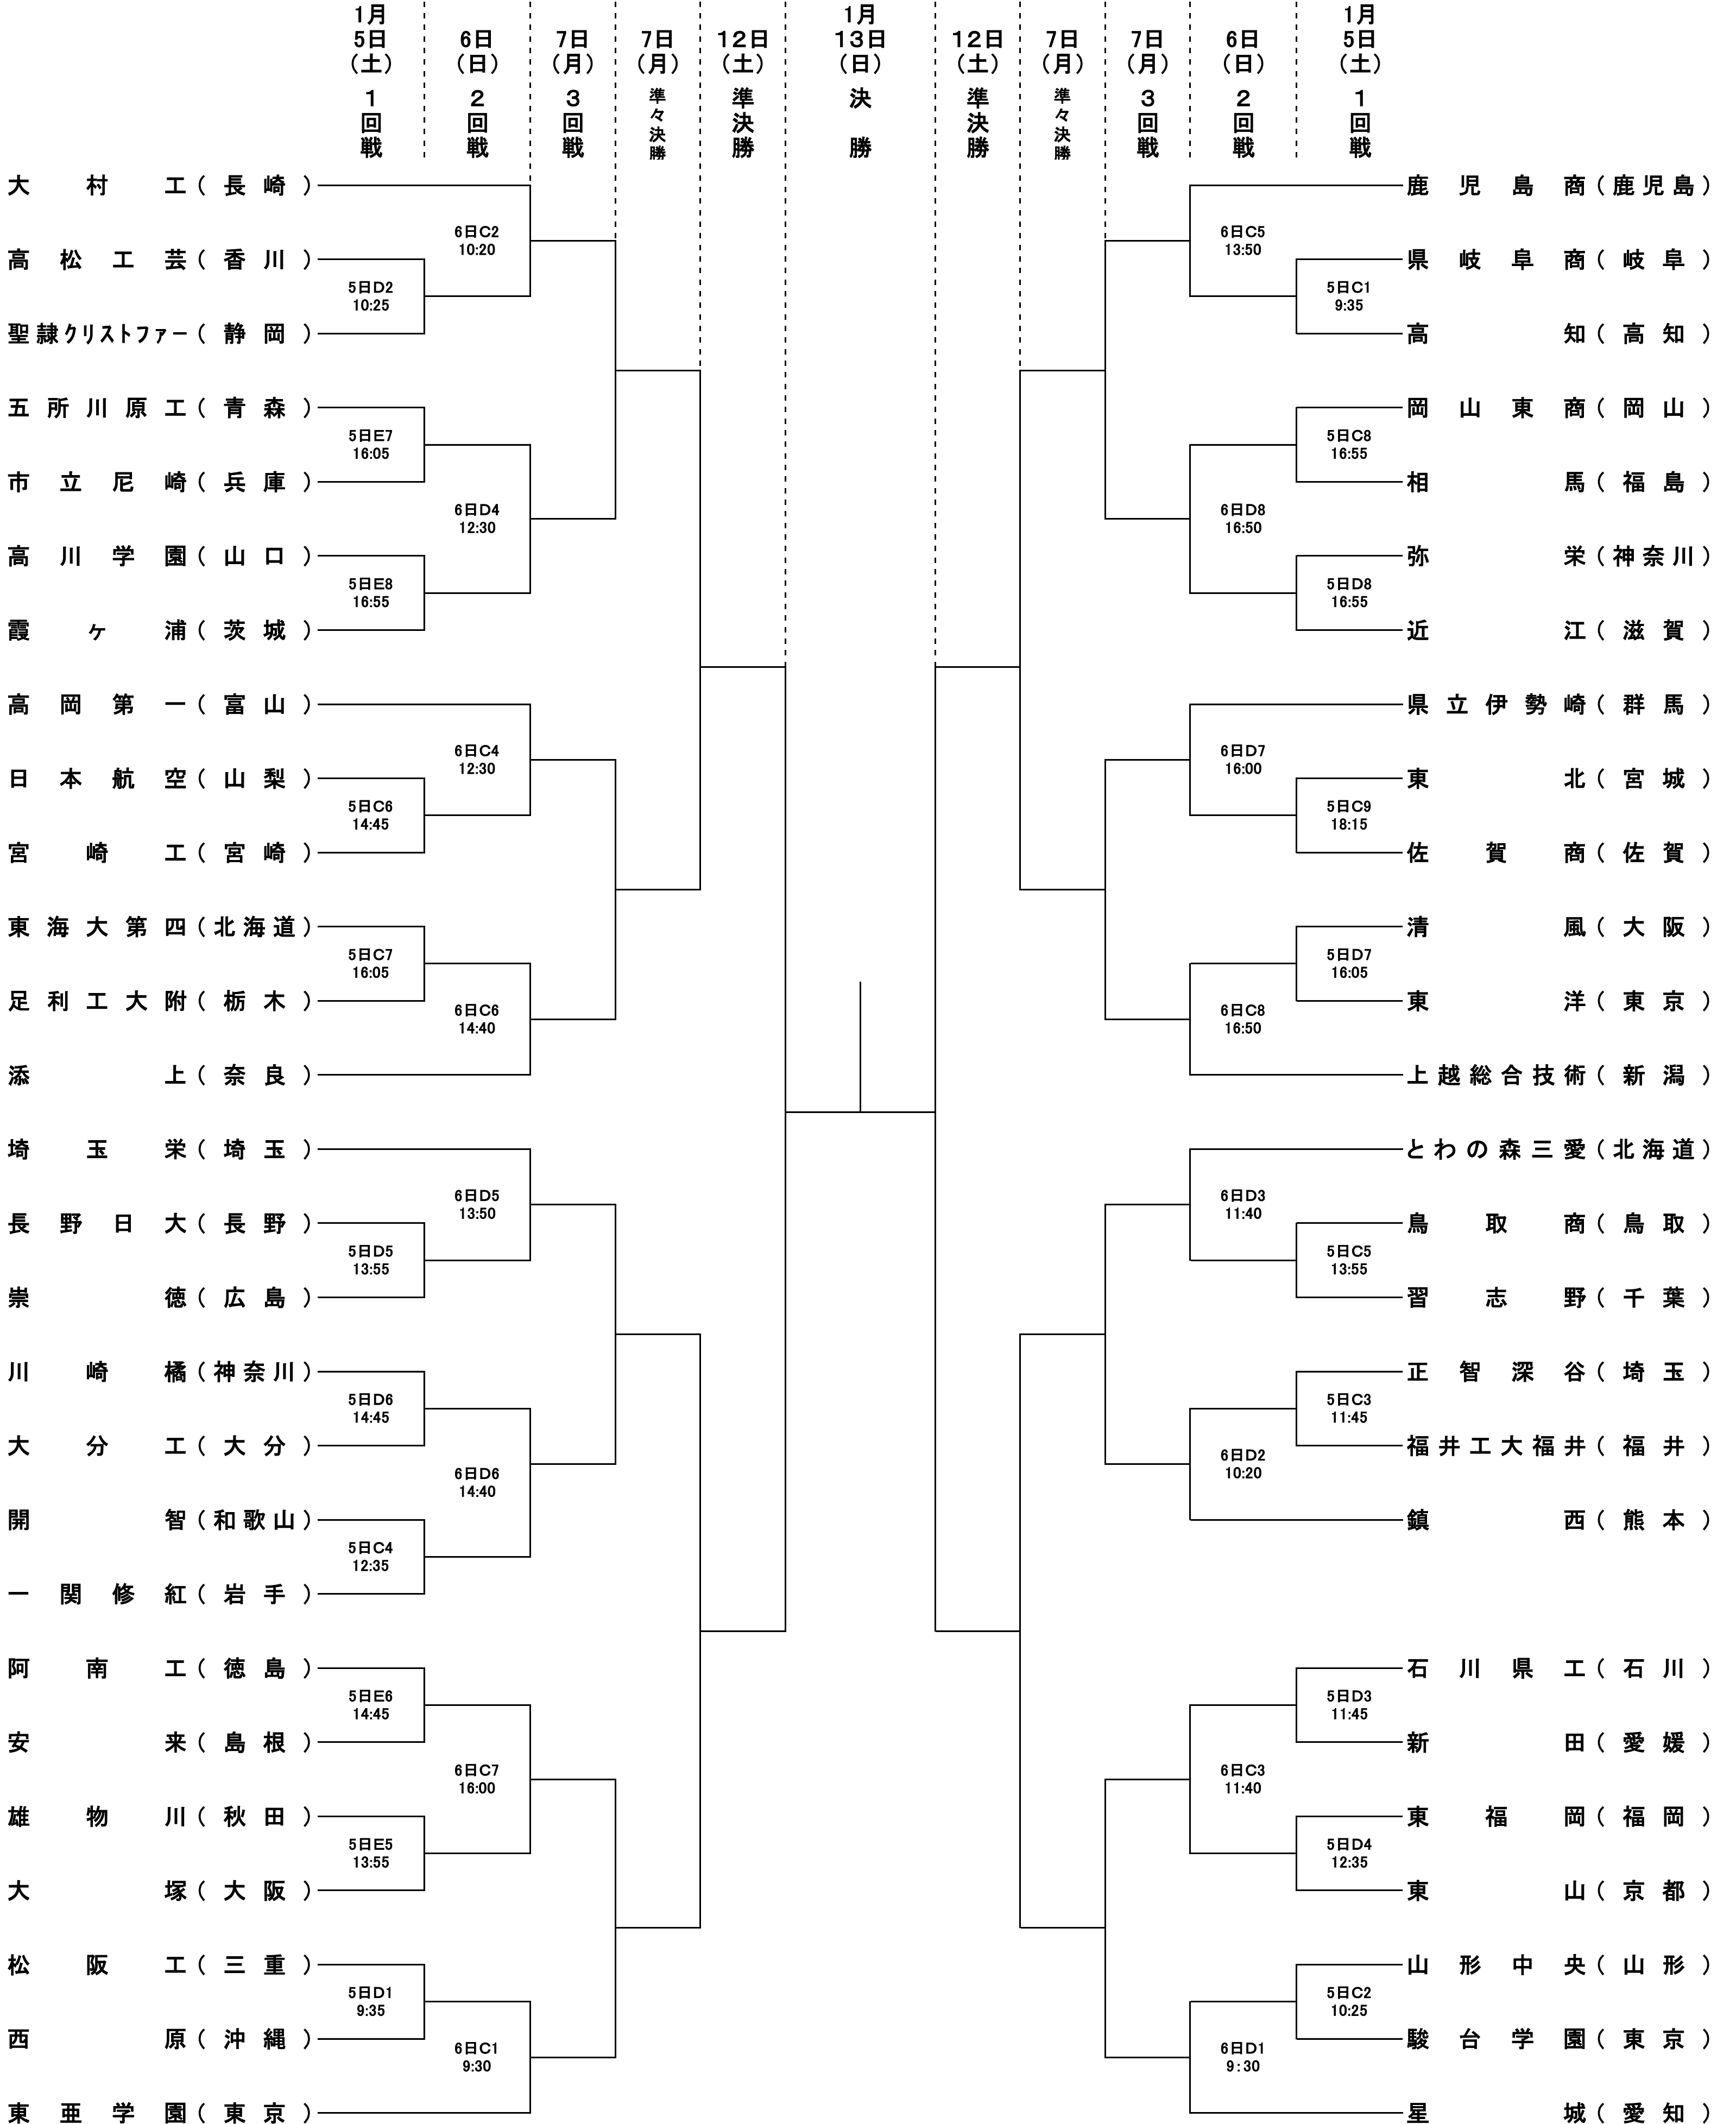 1月 5日 (土) 1回戦
6日 (日) 2回戦
7日 (月) 3回戦
7日 (月) 準々決勝
12日 (土) 準決勝
1月 13日 (日) 決勝
12日 (土) 準決勝
7日 (月) 準々決勝
7日 (月) 3回戦
6日 (日) 2回戦
1月 5日 (土) 1回戦
大村工(長崎)
6日C2
10:20
高松工芸(香川)
5日D2
10:25
聖隷クリストファー(静岡)
五所川原工(青森)
5日E7
16:05
市立尼崎(兵庫)
6日D4
12:30
高川学園(山口)
5日E8
16:55
霞ヶ浦(茨城)
高岡第一(富山)
6日C4
12:30
日本航空(山梨)
5日C6
14:45
宮崎工(宮崎)
東海大第四(北海道)
5日C7
16:05
足利工大附(栃木)
6日C6
14:40
添上(奈良)
埼玉栄(埼玉)
6日D5
13:50
長野日大(長野)
5日D5
13:55
崇徳(広島)
川崎橘(神奈川)
5日D6
14:45
大分工(大分)
6日D6
14:40
開智(和歌山)
5日C4
12:35
一関修紅(岩手)
阿南工(徳島)
5日E6
14:45
安来(島根)
6日C7
16:00
雄物川(秋田)
5日E5
13:55
大塚(大阪)
松阪工(三重)
5日D1
9:35
西原(沖縄)
6日C1
9:30
東亜学園(東京)
鹿児島商(鹿児島)
6日C5
13:50
県岐阜商(岐阜)
5日C1
9:35
高知(高知)
岡山東商(岡山)
5日C8
16:55
相馬(福島)
6日D8
16:50
弥栄(神奈川)
5日D8
16:55
近江(滋賀)
県立伊勢崎(群馬)
6日D7
16:00
東北(宮城)
5日C9
18:15
佐賀商(佐賀)
清風(大阪)
5日D7
16:05
東洋(東京)
6日C8
16:50
上越総合技術(新潟)
とわの森三愛(北海道)
6日D3
11:40
鳥取商(鳥取)
5日C5
13:55
習志野(千葉)
正智深谷(埼玉)
5日C3
11:45
福井工大福井(福井)
6日D2
10:20
鎮西(熊本)
石川県工(石川)
5日D3
11:45
新田(愛媛)
6日C3
11:40
東福岡(福岡)
5日D4
12:35
東山(京都)
山形中央(山形)
5日C2
10:25
駿台学園(東京)
6日D1
9:30
星城(愛知)